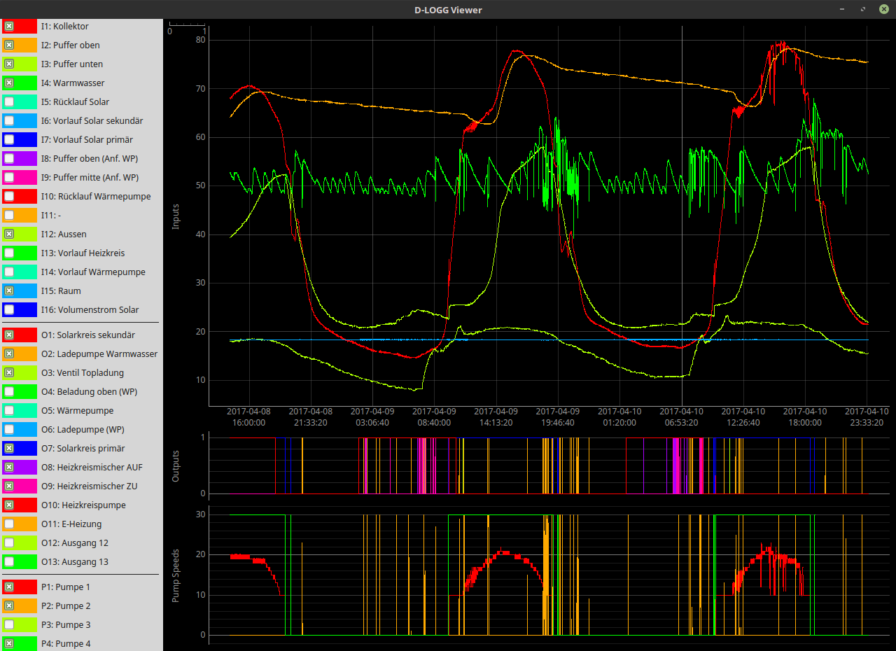 D-LOGG Viewer
I1: Kollektor
I2: Puffer oben
I3: Puffer unten
I4: Warmwasser
I5: Rücklauf Solar
I6: Vorlauf Solar sekundär
I7: Vorlauf Solar primär
I8: Puffer oben (Anf. WP)
I9: Puffer mitte (Anf. WP)
I10: Rücklauf Wärmepumpe
I11: -
I12: Aussen
I13: Vorlauf Heizkreis
I14: Vorlauf Wärmepumpe
I15: Raum
I16: Volumenstrom Solar
O1: Solarkreis sekundär
O2: Ladepumpe Warmwasser
O3: Ventil Topladung
O4: Beladung oben (WP)
O5: Wärmepumpe
O6: Ladepumpe (WP)
O7: Solarkreis primär
O8: Heizkreismischer AUF
O9: Heizkreismischer ZU
O10: Heizkreispumpe
O11: E-Heizung
O12: Ausgang 12
O13: Ausgang 13
P1: Pumpe 1
P2: Pumpe 2
P3: Pumpe 3
P4: Pumpe 4
0 1
80
70
60
50
40
30
20
10
Inputs
2017-04-08 2017-04-08 2017-04-09 2017-04-09 2017-04-09 2017-04-09 2017-04-10 2017-04-10 2017-04-10 2017-04-10 2017-04-10
16:00:00 21:33:20 03:06:40 08:40:00 14:13:20 19:46:40 01:20:00 06:53:20 12:26:40 18:00:00 23:33:20
1
0
Outputs
30
20
10
0
Pump Speeds